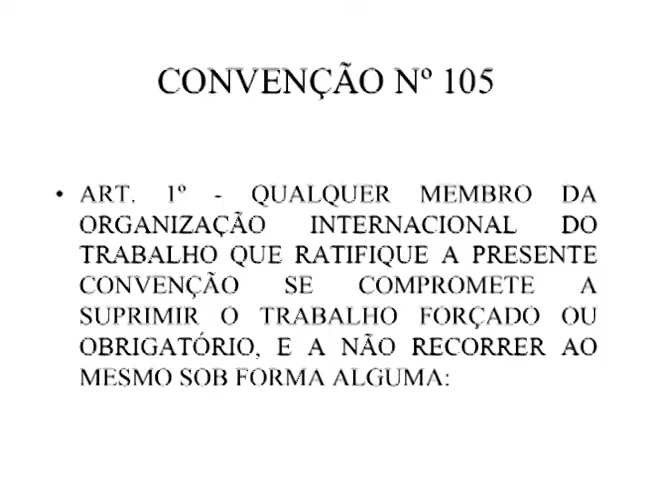 CONVENÇÃO Nº 105
• ART. 1º - QUALQUER MEMBRO DA
ORGANIZAÇÃO INTERNACIONAL DO
TRABALHO QUE RATIFIQUE A PRESENTE
CONVENÇÃO SE COMPROMETE A
SUPRIMIR O TRABALHO FORÇADO OU
OBRIGATÓRIO, E A NÃO RECORRER AO
MESMO SOB FORMA ALGUMA: